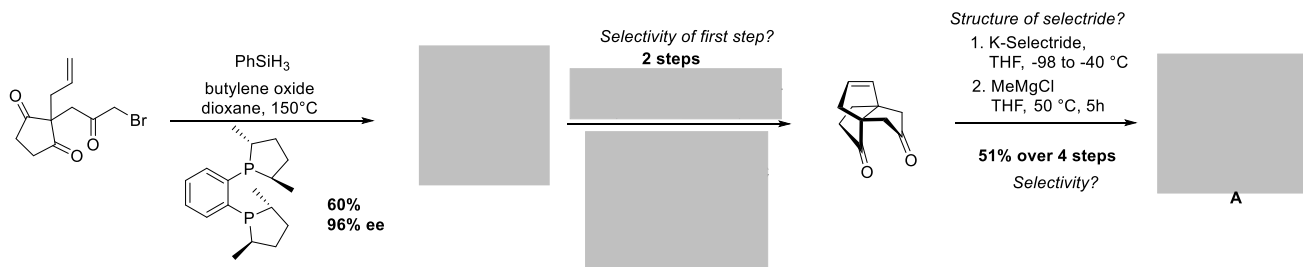 O
O
O
Br
PhSiH3
butylene oxide
dioxane, 150°C
P
P
60%
96% ee
Selectivity of first step?
2 steps
O
O
Structure of selectride?
1. K-Selectride,
THF, -98 to -40 °C
2. MeMgCl
THF, 50 °C, 5h
51% over 4 steps
Selectivity?
A